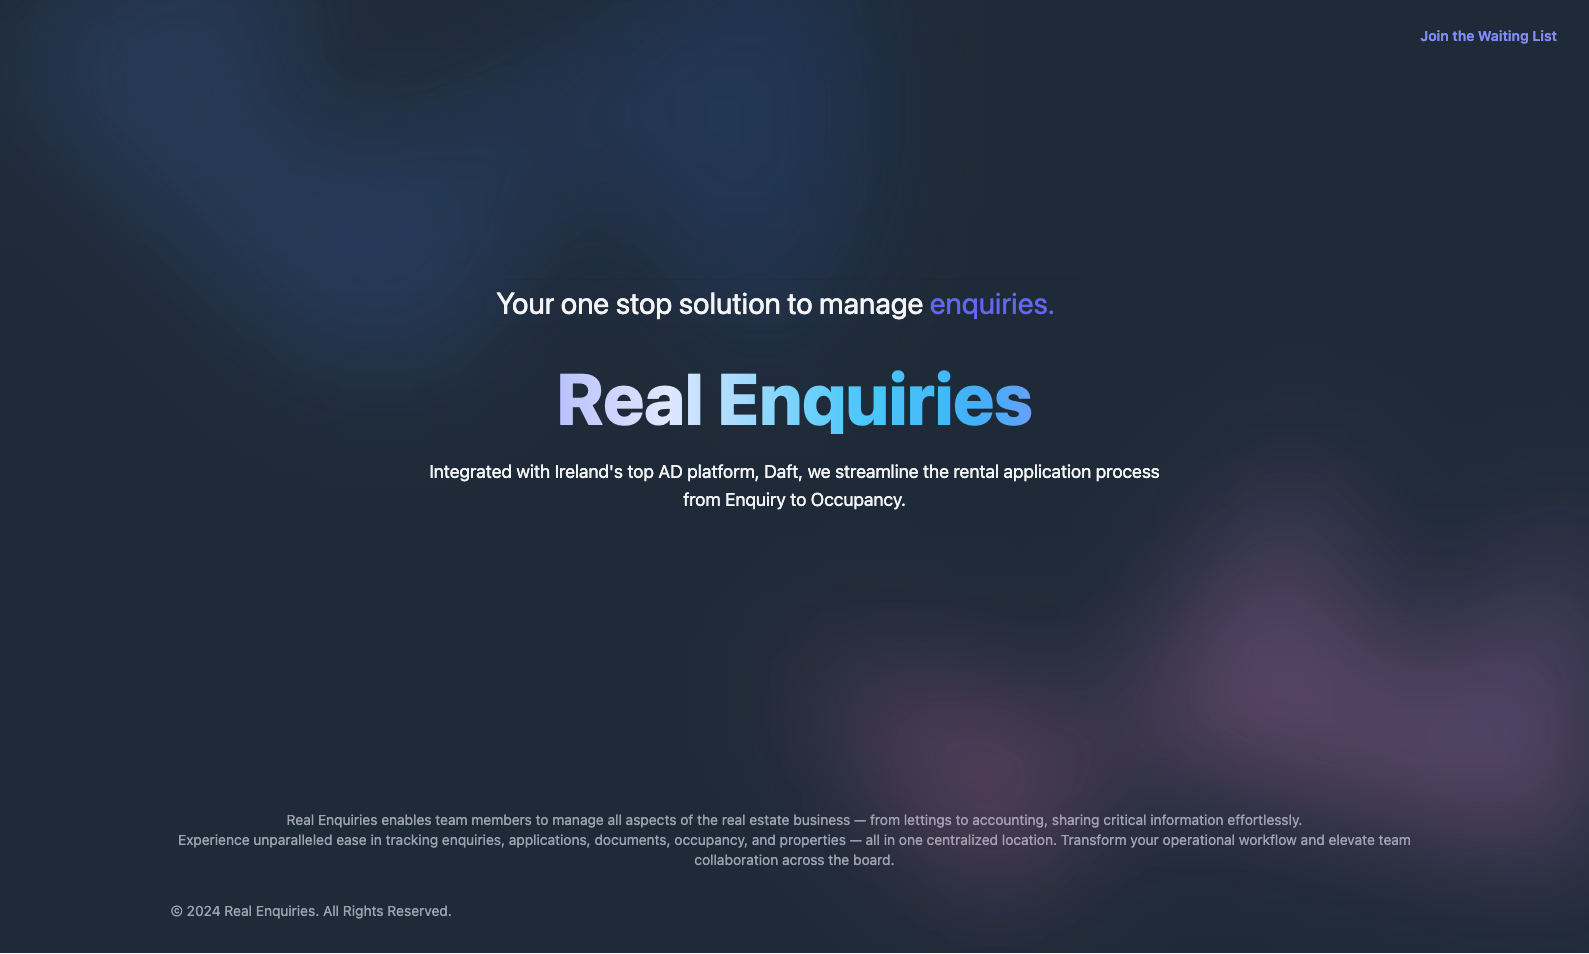 Join the Waiting List
Your one stop solution to manage enquiries.
Real Enquiries
Integrated with Ireland's top AD platform, Daft, we streamline the rental application process
from Enquiry to Occupancy.
Real Enquiries enables team members to manage all aspects of the real estate business — from lettings to accounting, sharing critical information effortlessly.
Experience unparalleled ease in tracking enquiries, applications, documents, occupancy, and properties — all in one centralized location. Transform your operational workflow and elevate team
collaboration across the board.
© 2024 Real Enquiries. All Rights Reserved.